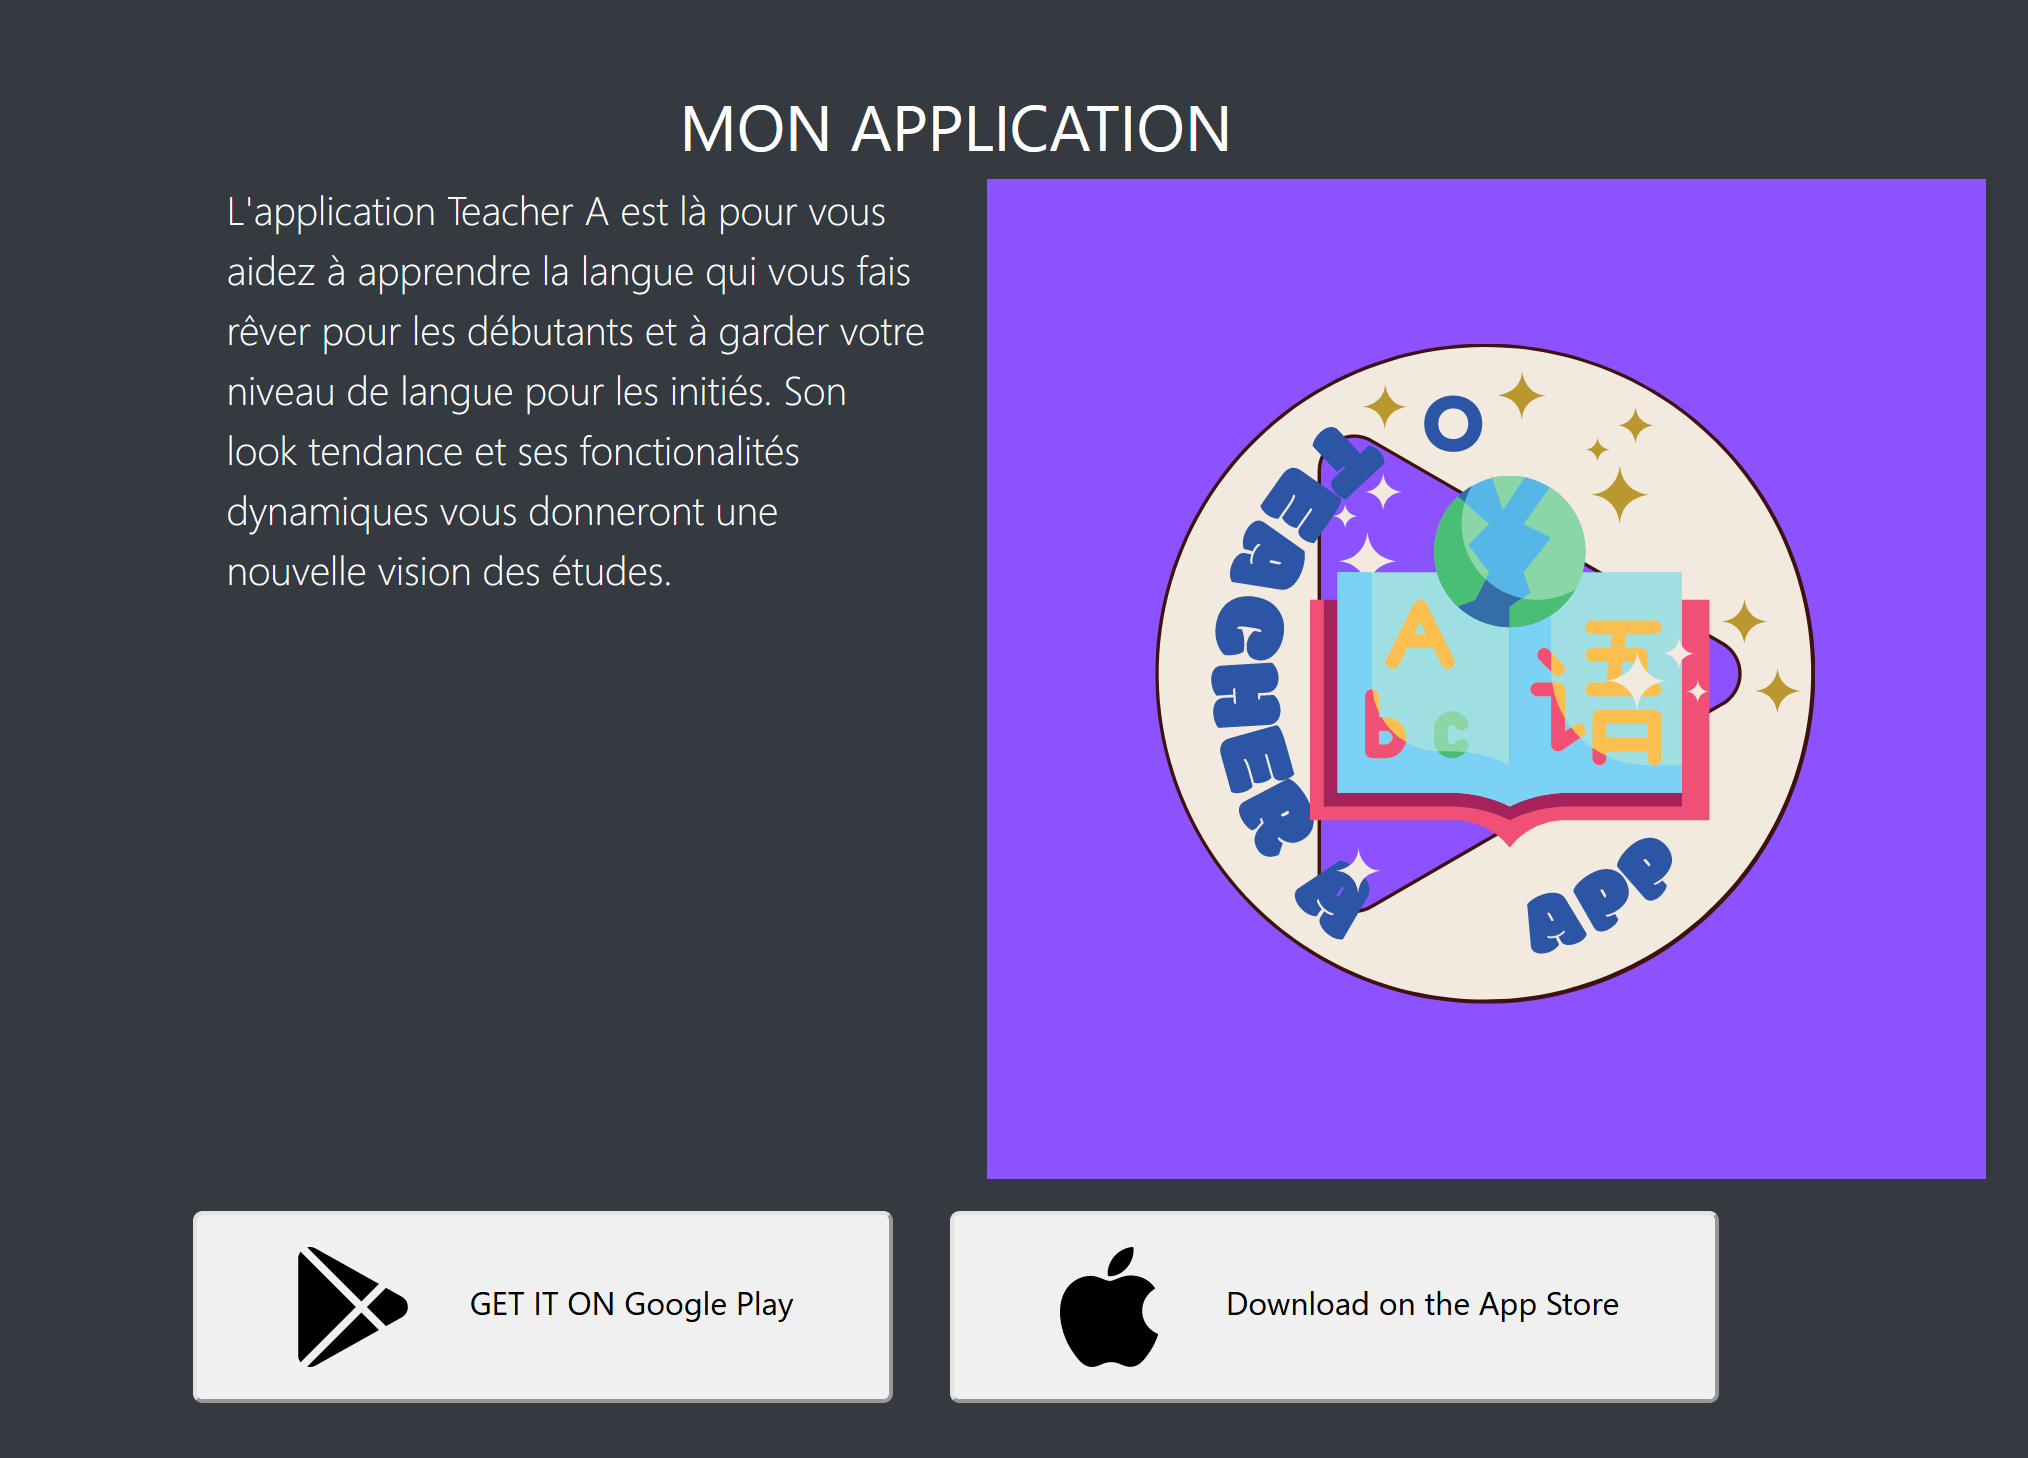 MON APPLICATION
L'application Teacher A est là pour vous
aidez à apprendre la langue qui vous fais
rêver pour les débutants et à garder votre
niveau de langue pour les initiés. Son
look tendance et ses fonctionalités
dynamiques vous donneront une
nouvelle vision des études.
TEACHER A
O
APP
A
b c
语
GET IT ON Google Play
Download on the App Store